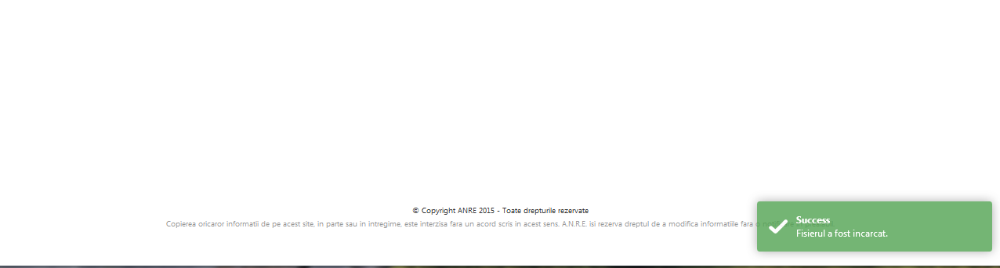 © Copyright ANRE 2015 - Toate drepturile rezervate
Copierea oricaror informatii de pe acest site, in parte sau in intregime, este interzisa fara un acord scris in acest sens. A.N.R.E. isi rezerva dreptul de a modifica informatiile fara o
Success
Fisierul a fost incarcat.